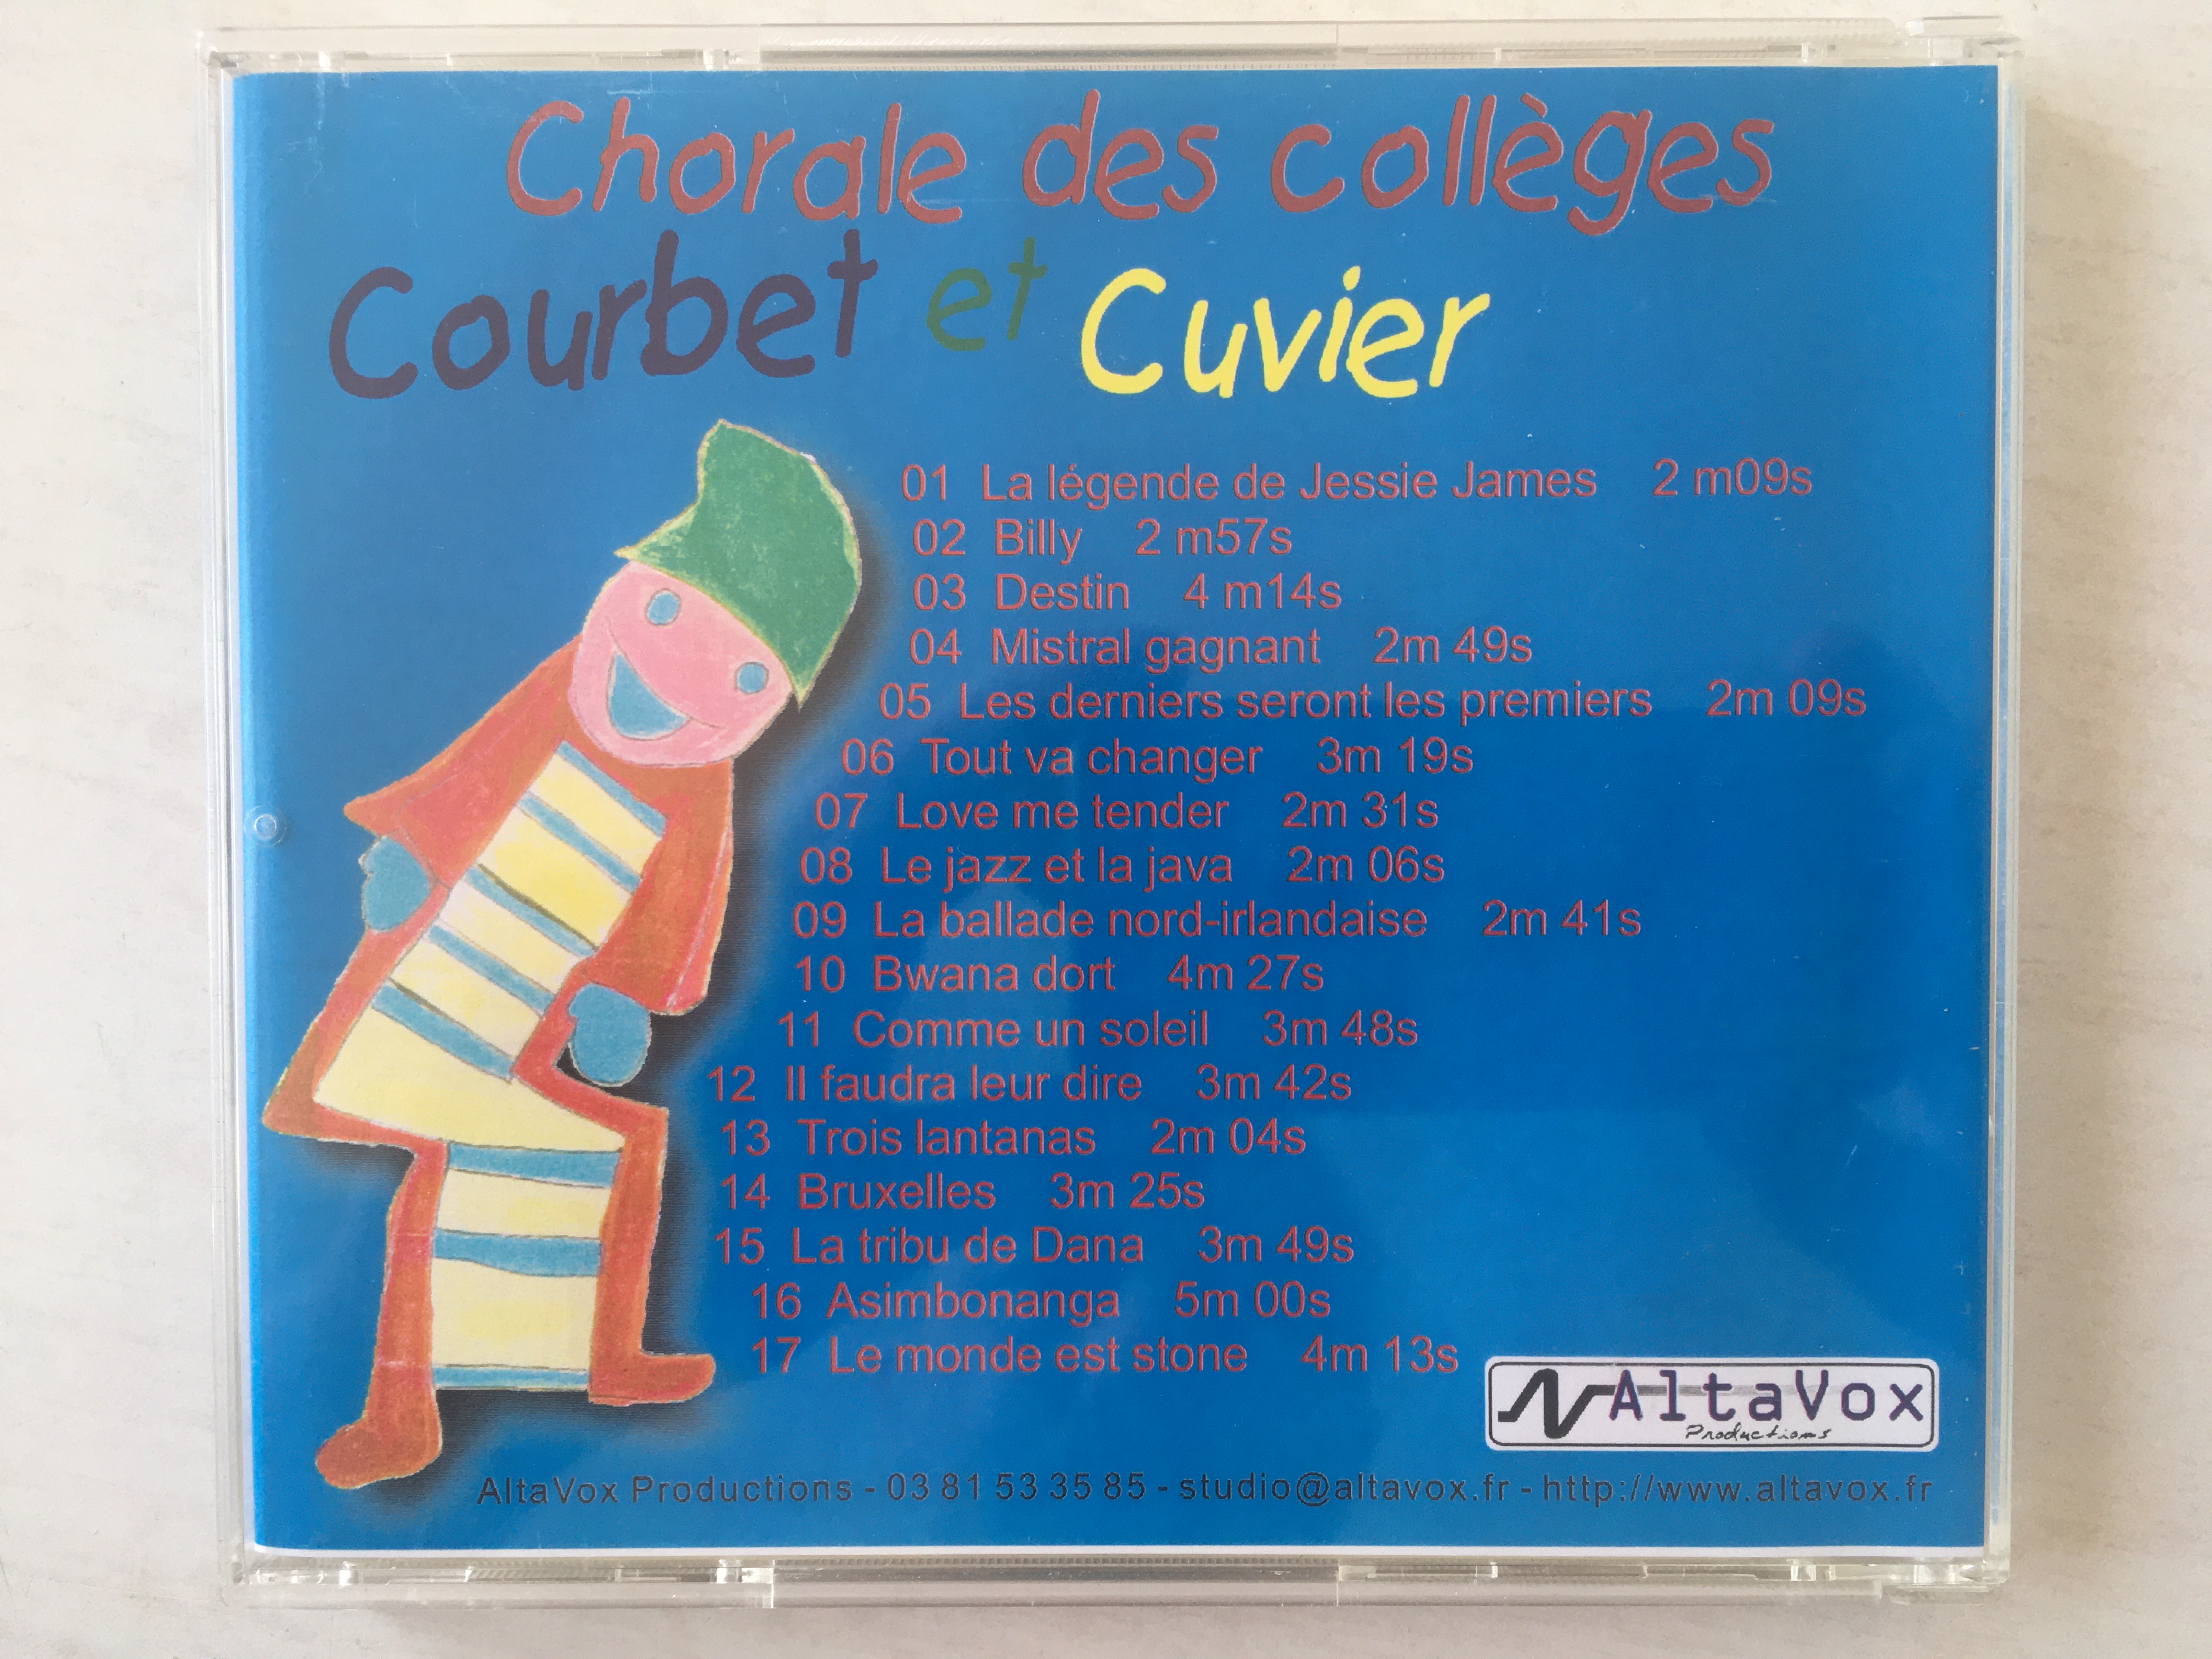 Chorale des collèges
Courbet et Cuvier
01 La légende de Jessie James 2 m09s
02 Billy 2 m57s
03 Destin 4 m14s
04 Mistral gagnant 2m 49s
05 Les derniers seront les premiers 2m 09s
06 Tout va changer 3m 19s
07 Love me tender 2m 31s
08 Le jazz et la java 2m 06s
09 La ballade nord-irlandaise 2m 41s
10 Bwana dort 4m 27s
11 Comme un soleil 3m 48s
12 Il faudra leur dire 3m 42s
13 Trois lantanas 2m 04s
14 Bruxelles 3m 25s
15 La tribu de Dana 3m 49s
16 Asimbonanga 5m 00s
17 Le monde est stone 4m 13s
AltaVox
Productions
AltaVox Productions - 03 81 53 35 85 - studio@altavox.fr - http://www.altavox.fr